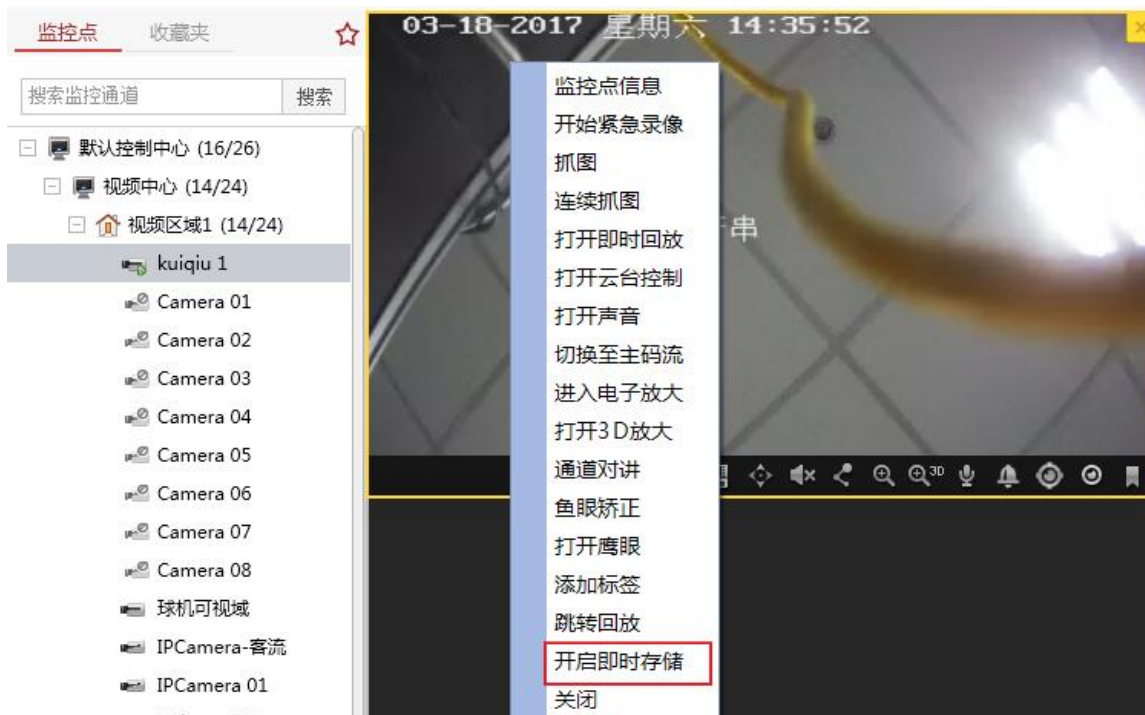 监控点 收藏夹
搜索监控通道 搜索
默认控制中心 (16/26)
视频中心 (14/24)
视频区域1 (14/24)
kuiqiu 1
Camera 01
Camera 02
Camera 03
Camera 04
Camera 05
Camera 06
Camera 07
Camera 08
球机可视域
IPCamera-客流
IPCamera 01
03-18-2017 星期六 14:35:52
串
监控点信息
开始紧急录像
抓图
连续抓图
打开即时回放
打开云台控制
打开声音
切换至主码流
进入电子放大
打开3D放大
通道对讲
鱼眼矫正
打开鹰眼
添加标签
跳转回放
开启即时存储
关闭
3D